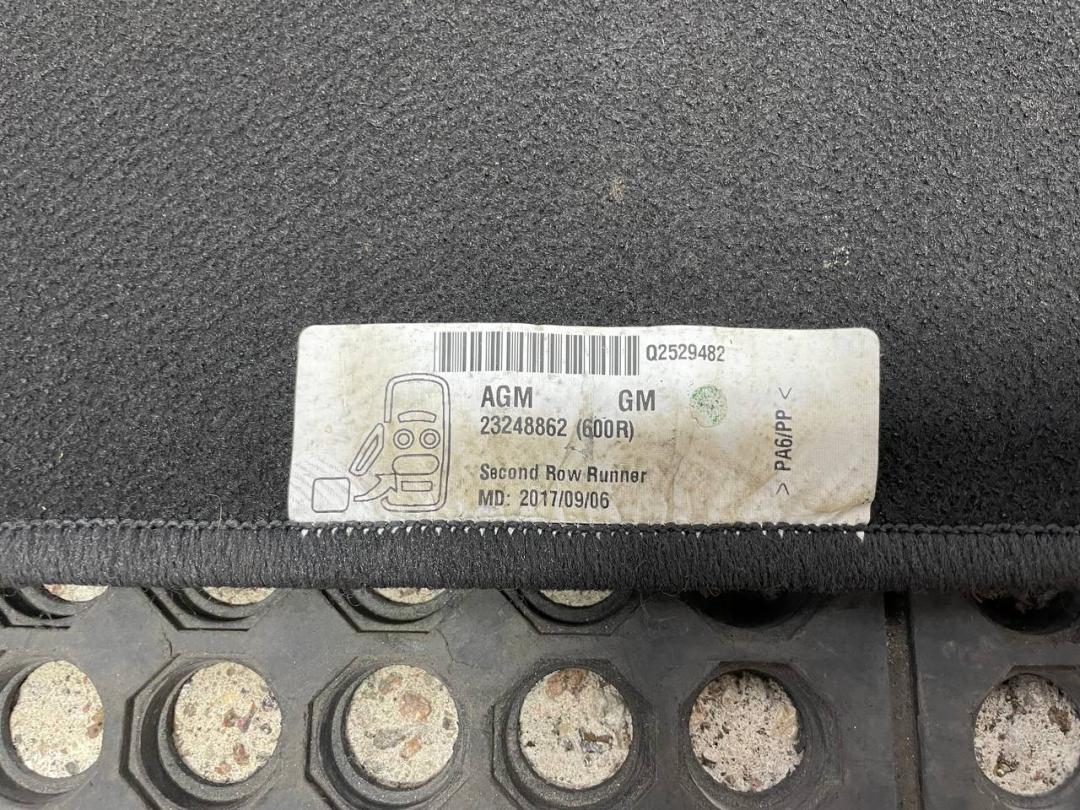 Q2529482
AGM GM
23248862 (600R)
Second Row Runner
MD: 2017/09/06
> PA6/PP <